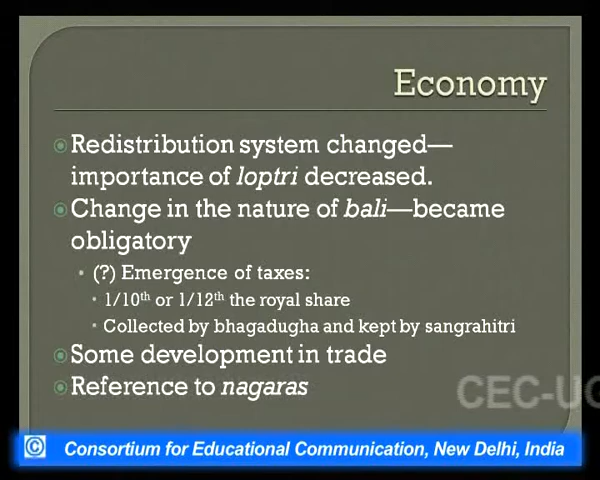 Economy
Redistribution system changed—
importance of loptri decreased.
Change in the nature of bali—became
obligatory
(?) Emergence of taxes:
1/10th or 1/12th the royal share
Collected by bhagadugha and kept by sangrahitri
Some development in trade
Reference to nagaras
CEC-UG
© Consortium for Educational Communication, New Delhi, India